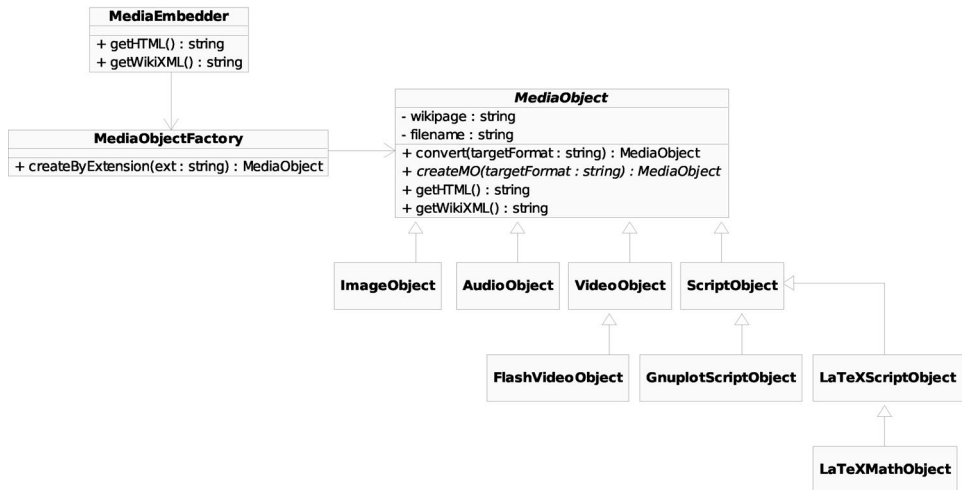 MediaEmbedder
+ getHTML() : string
+ getWikiXML() : string
MediaObjectFactory
+ createByExtension(ext : string) : MediaObject
MediaObject
- wikipage : string
- filename : string
+ convert(targetFormat : string) : MediaObject
+ createMO(targetFormat : string) : MediaObject
+ getHTML() : string
+ getWikiXML() : string
ImageObject
AudioObject
VideoObject
ScriptObject
FlashVideoObject
GnuplotScriptObject
LaTeXScriptObject
LaTeXMathObject